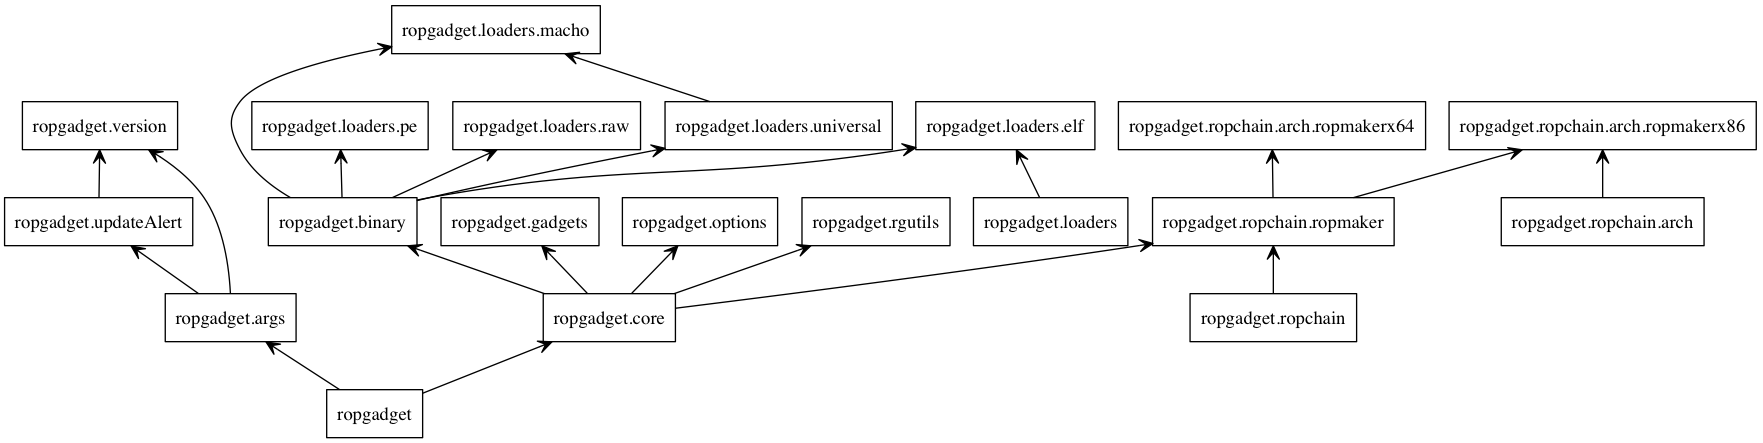 ropgadget.loaders.macho
ropgadget.version
ropgadget.loaders.pe
ropgadget.loaders.raw
ropgadget.loaders.universal
ropgadget.loaders.elf
ropgadget.ropchain.arch.ropmakerx64
ropgadget.ropchain.arch.ropmakerx86
ropgadget.updateAlert
ropgadget.binary
ropgadget.gadgets
ropgadget.options
ropgadget.rgutils
ropgadget.loaders
ropgadget.ropchain.ropmaker
ropgadget.ropchain.arch
ropgadget.args
ropgadget.core
ropgadget.ropchain
ropgadget